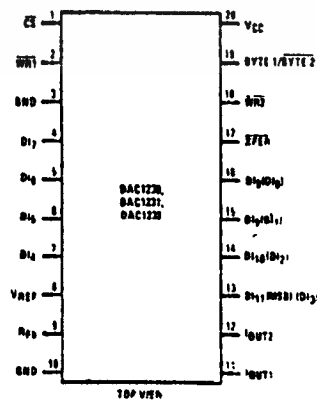 CS 1
20 VCC
WR1 2
19 BYTE 1/BYTE 2
GND 3
18 WR2
DI7 4
17 XFER
DI6 5
16 DI8(DI0)
DI5 6
15 DI9(DI1)
DI4 7
14 DI10(DI2)
VREF 8
13 DI11(MSB)(DI3)
Rfb 9
12 IOUT2
GND 10
11 IOUT1
DAC1230,
DAC1231,
DAC1232
TOP VIEW